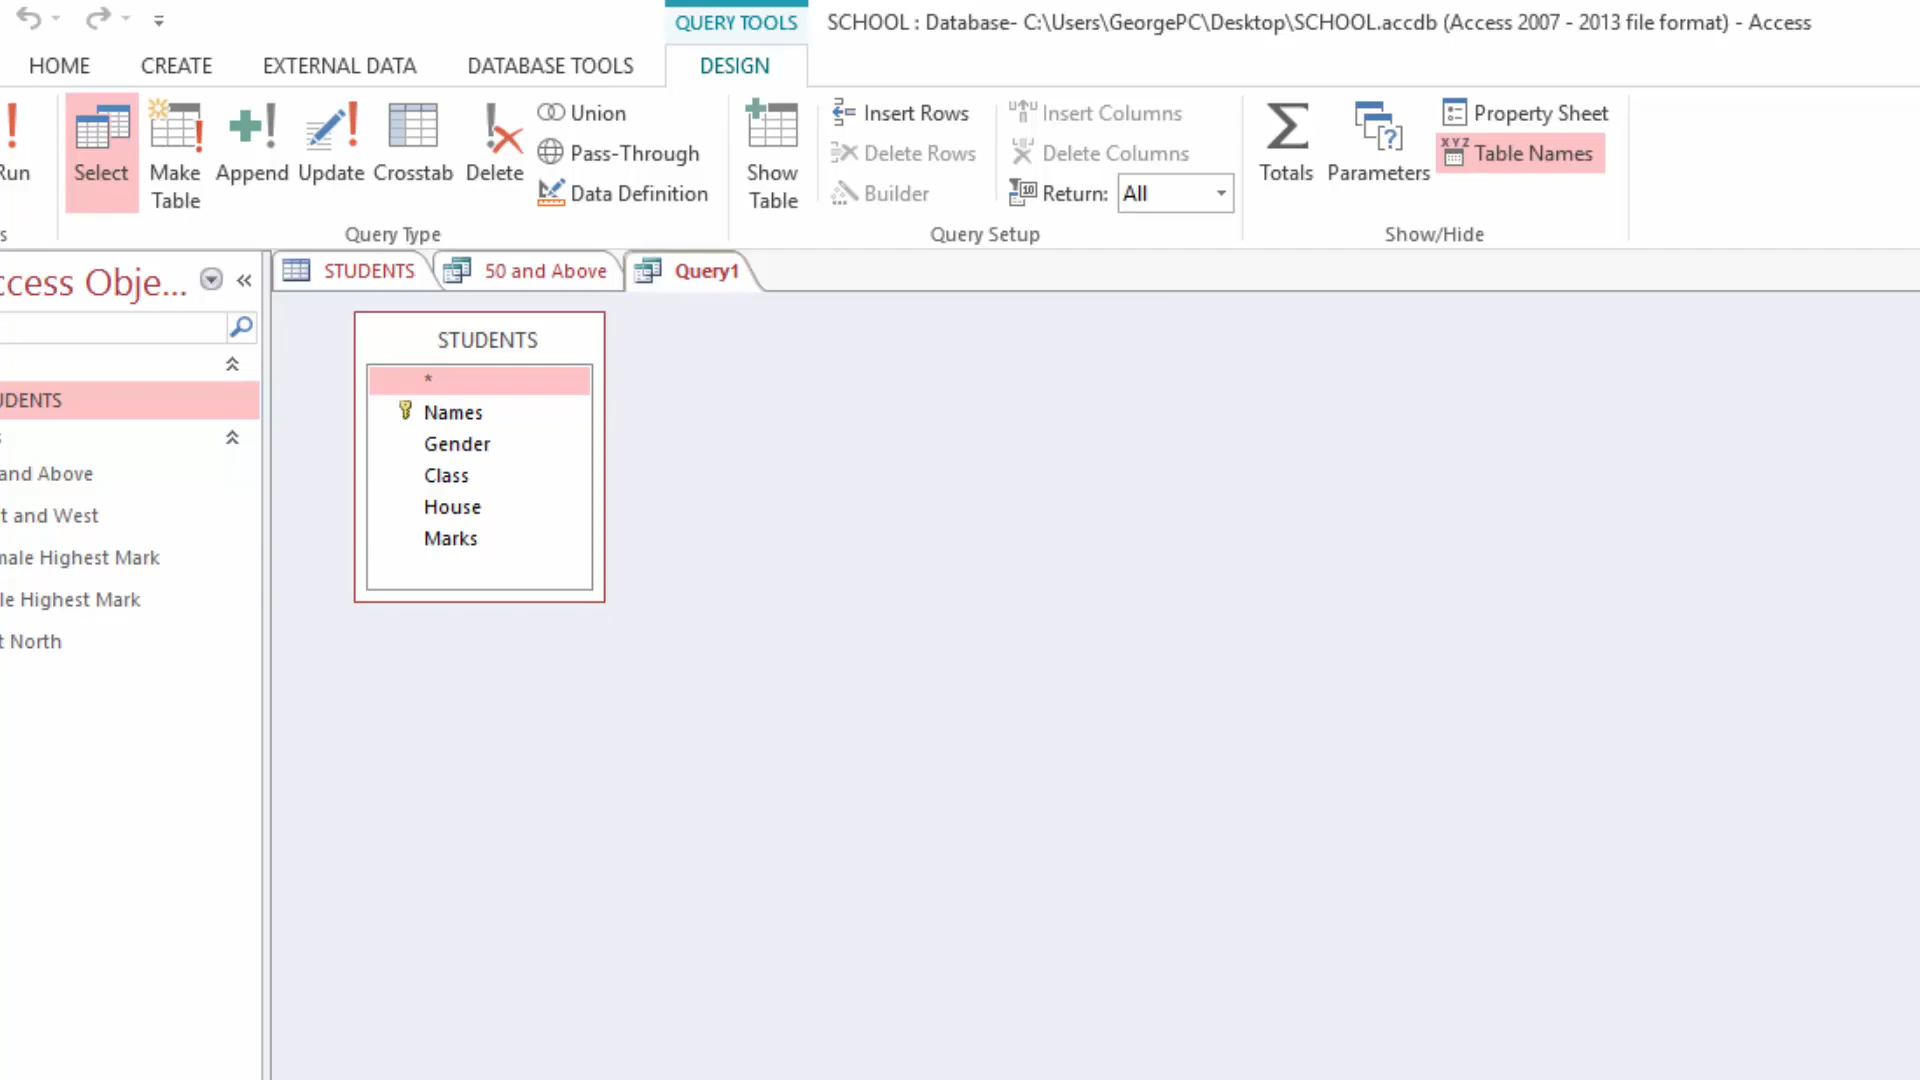 QUERY TOOLS SCHOOL : Database- C:\Users\GeorgePC\Desktop\SCHOOL.accdb (Access 2007 - 2013 file format) - Access
HOME CREATE EXTERNAL DATA DATABASE TOOLS DESIGN
Run
Select
Make Table
Append
Update
Crosstab
Delete
Union
Pass-Through
Data Definition
Query Type
Show Table
Insert Rows
Delete Rows
Builder
Insert Columns
Delete Columns
Return: All
Query Setup
Totals
Parameters
Property Sheet
XYZ Table Names
Show/Hide
ccess Obje... «
UDENTS
and Above
t and West
male Highest Mark
le Highest Mark
t North
STUDENTS 50 and Above Query1
STUDENTS
*
Names
Gender
Class
House
Marks